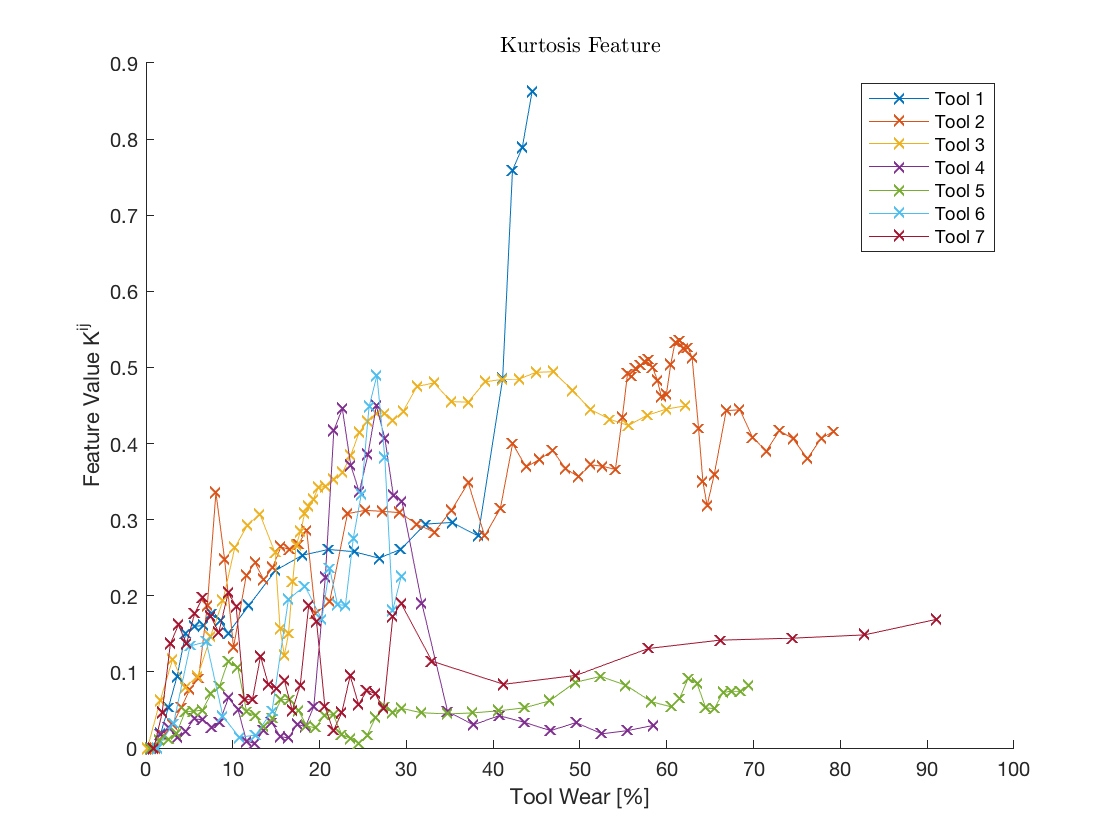 Kurtosis Feature
0.9
0.8
0.7
0.6
0.5
0.4
0.3
0.2
0.1
0
Feature Value K^ij
Tool 1
Tool 2
Tool 3
Tool 4
Tool 5
Tool 6
Tool 7
0 10 20 30 40 50 60 70 80 90 100
Tool Wear [%]